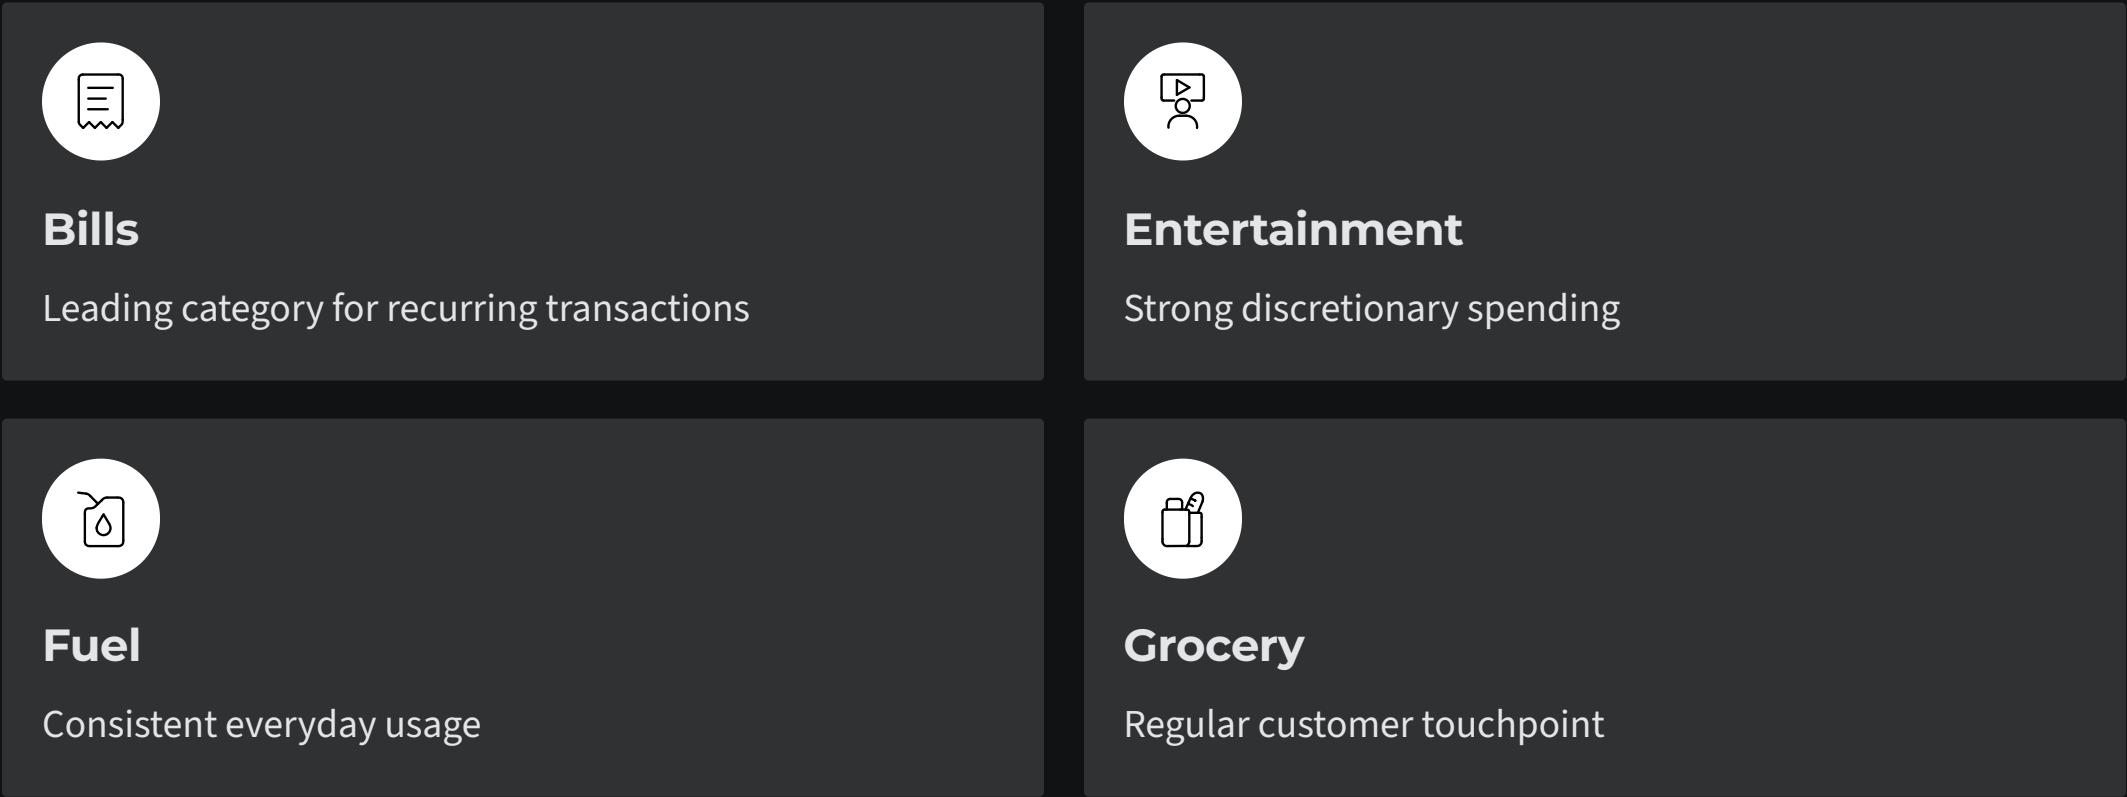 Bills
Leading category for recurring transactions
Entertainment
Strong discretionary spending
Fuel
Consistent everyday usage
Grocery
Regular customer touchpoint